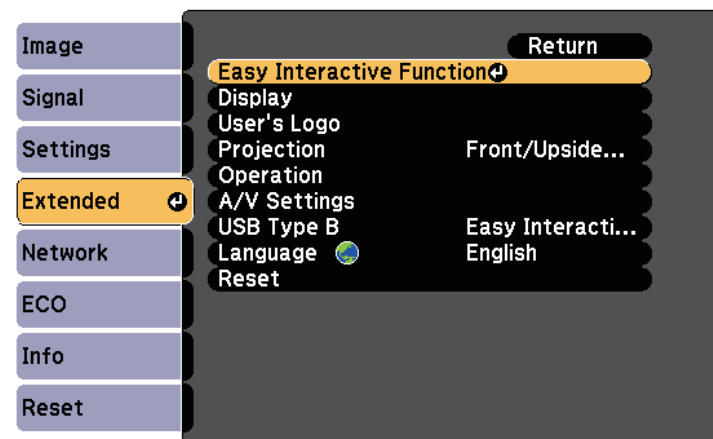 Image
Signal
Settings
Extended
Network
ECO
Info
Reset
Return
Easy Interactive Function
Display
User's Logo
Projection Front/Upside...
Operation
A/V Settings
USB Type B Easy Interacti...
Language English
Reset